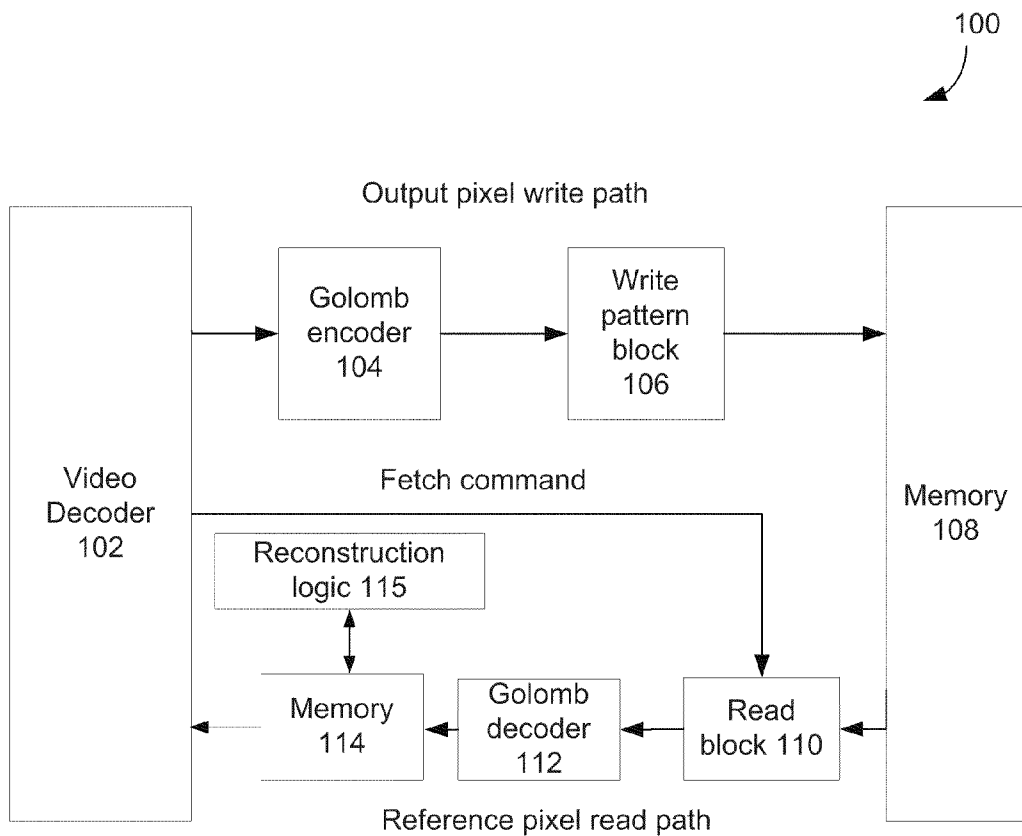 100
Output pixel write path
Golomb
encoder
104
Write
pattern
block
106
Video
Decoder
102
Fetch command
Memory
108
Reconstruction
logic 115
Memory
114
Golomb
decoder
112
Read
block 110
Reference pixel read path